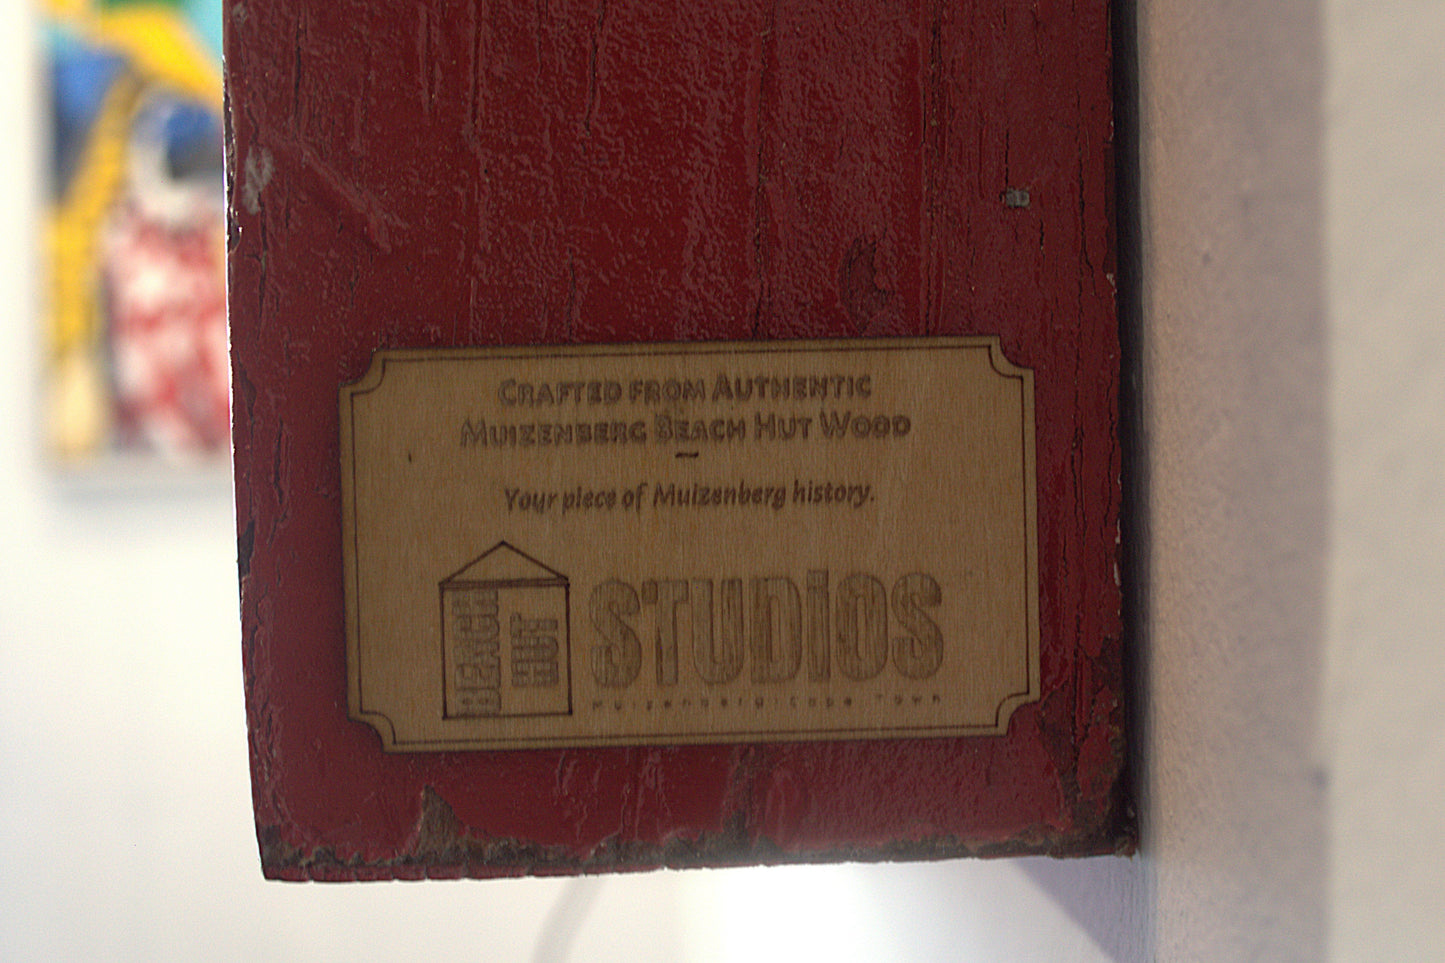 CRAFTED FROM AUTHENTIC
MUIZENBERG BEACH HUT WOOD
Your piece of Muizenberg history.
BEACH
HUT
STUDiOS
Muizenberg|Cape Town